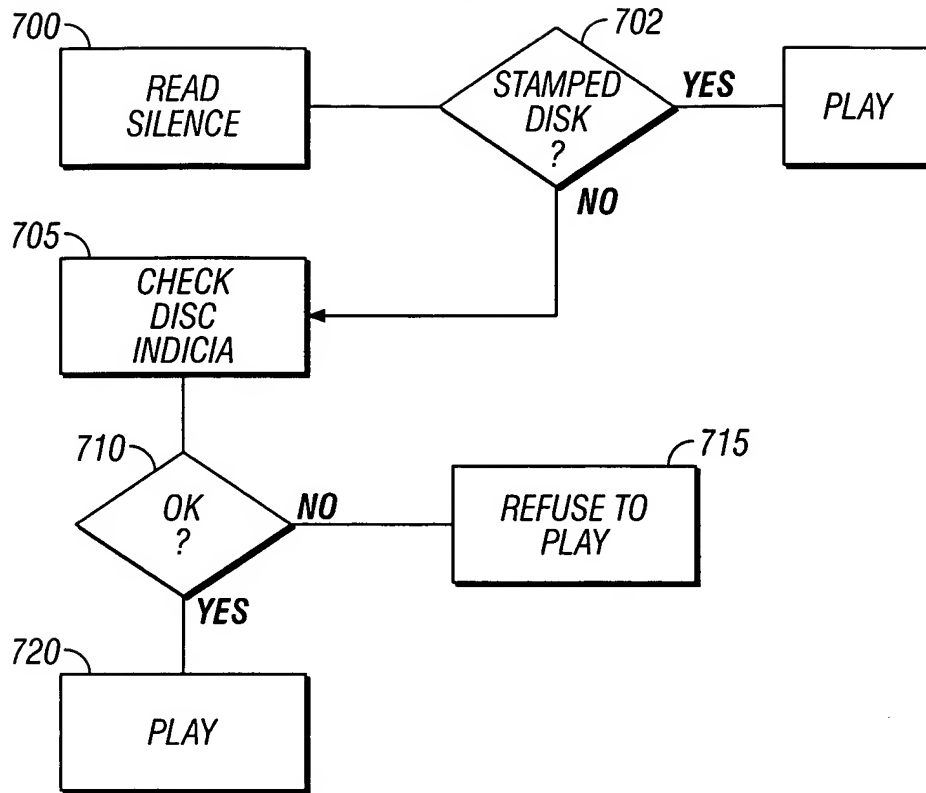 700
READ
SILENCE
702
STAMPED
DISK
?
YES
NO
PLAY
705
CHECK
DISC
INDICIA
710
OK
?
NO
YES
715
REFUSE TO
PLAY
720
PLAY